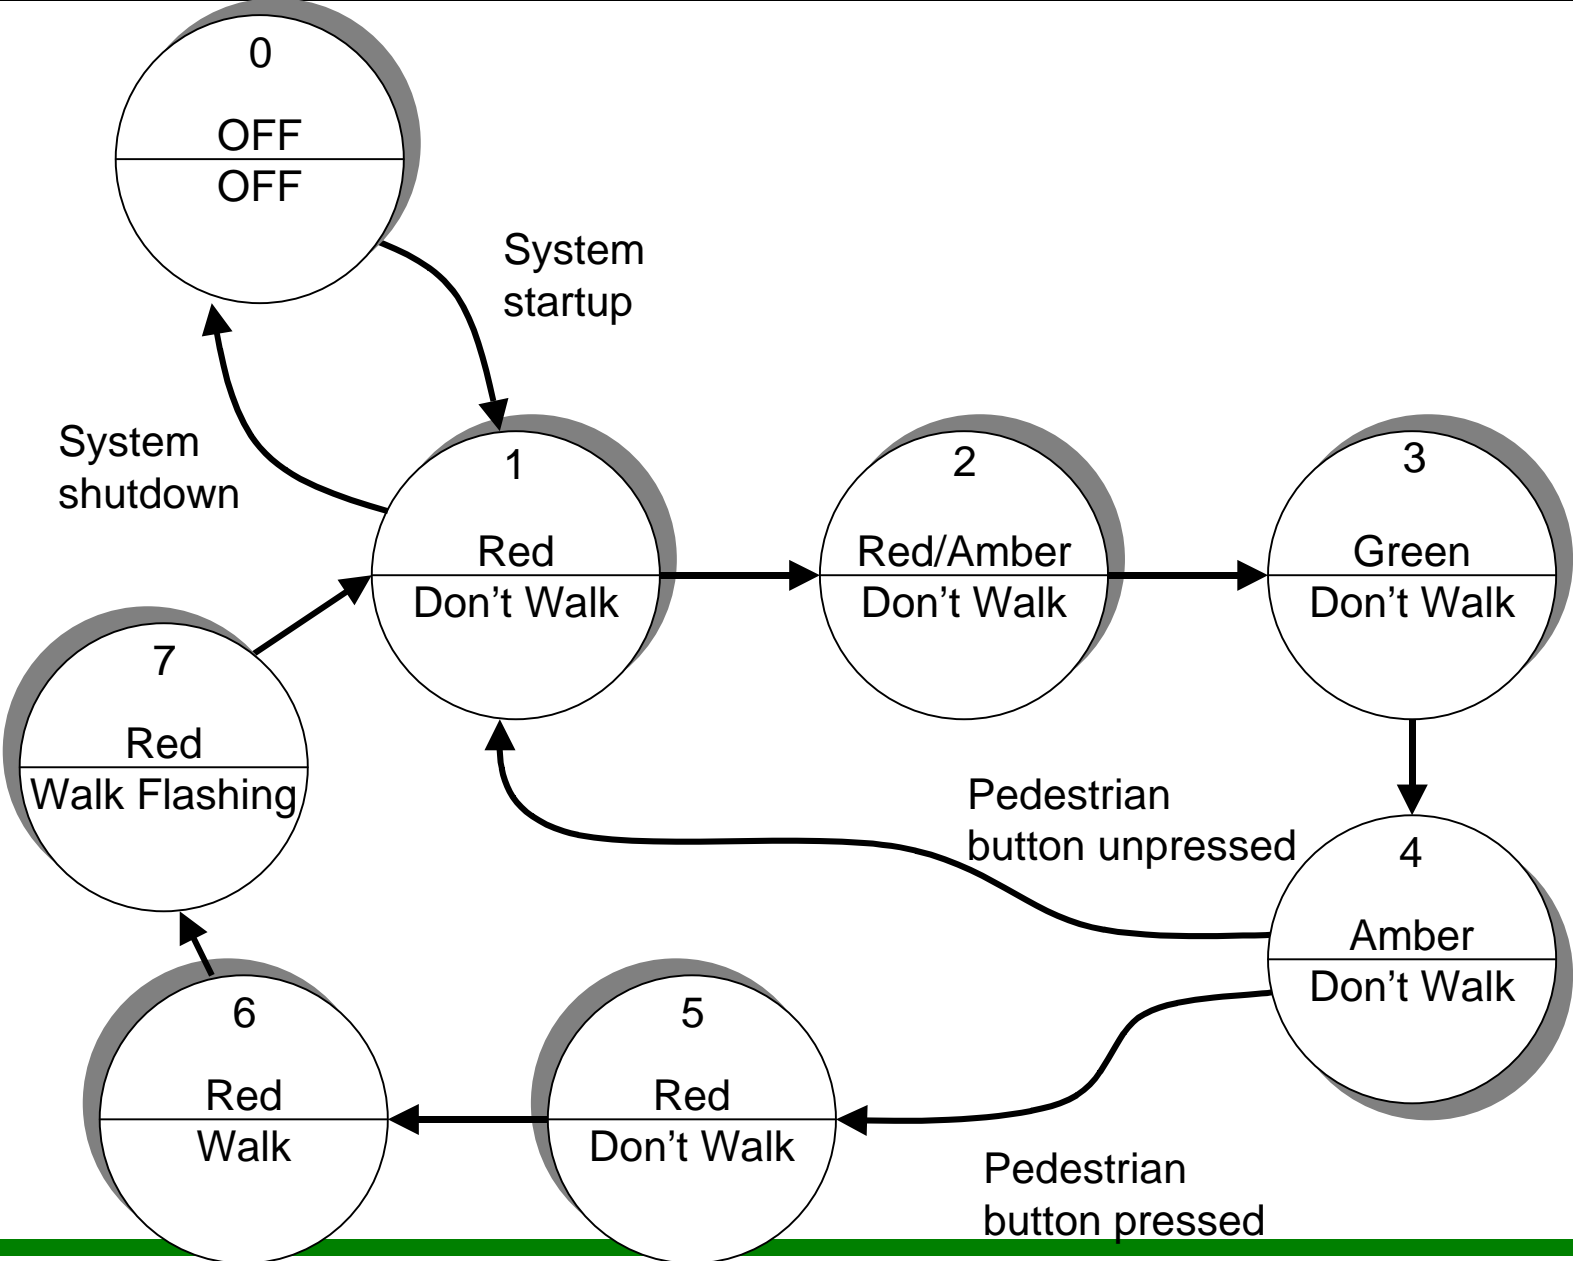 0
OFF
OFF
System
startup
System
shutdown
1
Red
Don’t Walk
2
Red/Amber
Don’t Walk
3
Green
Don’t Walk
7
Red
Walk Flashing
Pedestrian
button unpressed
4
Amber
Don’t Walk
6
Red
Walk
5
Red
Don’t Walk
Pedestrian
button pressed